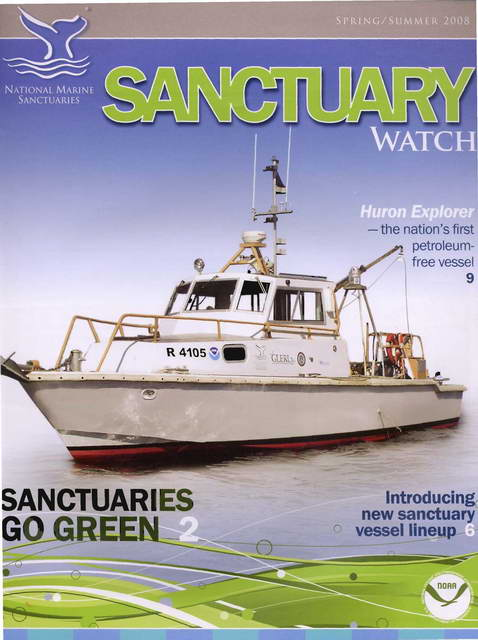 SPRING/SUMMER 2008
NATIONAL MARINE
SANCTUARIES
SANCTUARY
WATCH
Huron Explorer
— the nation's first
petroleum-
free vessel
9
R 4105
GLERL
SANCTUARIES
GO GREEN 2
Introducing
new sanctuary
vessel lineup 6
NOAA